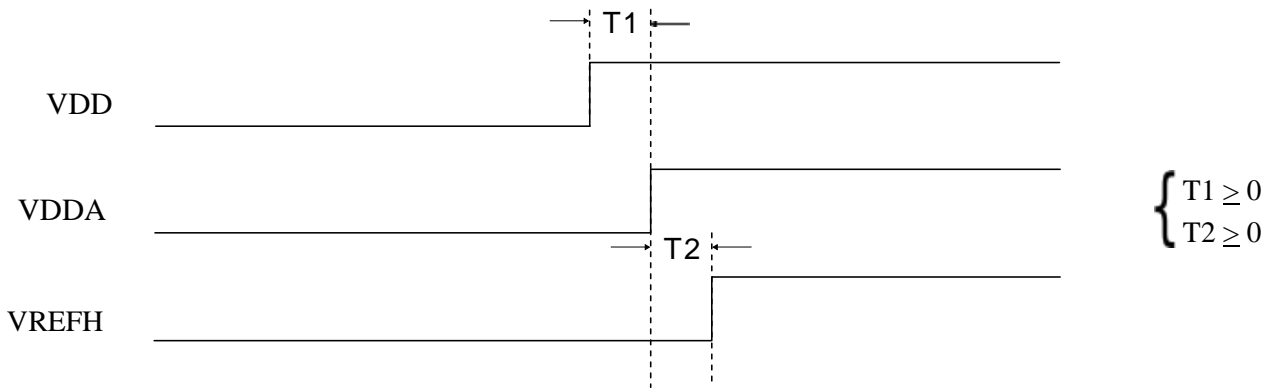 T1
VDD
VDDA
T1 ≥ 0
T2 ≥ 0
T2
VREFH